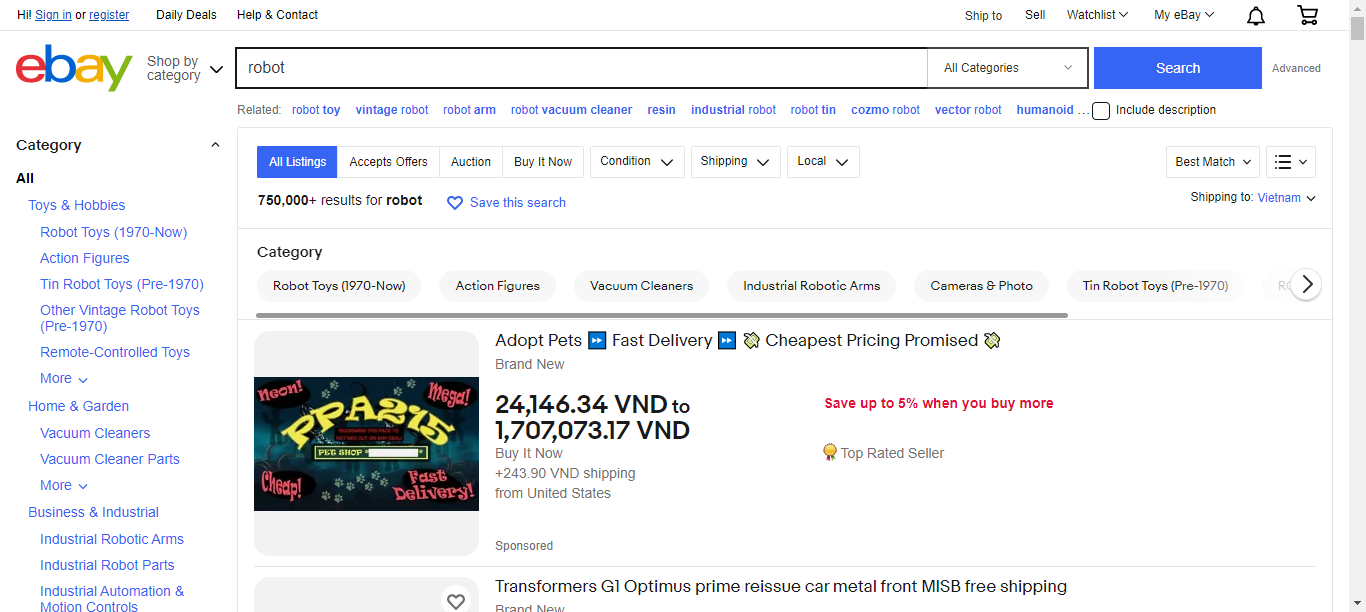 Hi! Sign in or register Daily Deals Help & Contact Ship to Sell Watchlist My eBay
ebay
Shop by
category
robot
All Categories
Search
Advanced
Related: robot toy vintage robot robot arm robot vacuum cleaner resin industrial robot robot tin cozmo robot vector robot humanoid ...
Include description
Category
All
Toys & Hobbies
Robot Toys (1970-Now)
Action Figures
Tin Robot Toys (Pre-1970)
Other Vintage Robot Toys
(Pre-1970)
Remote-Controlled Toys
More
Home & Garden
Vacuum Cleaners
Vacuum Cleaner Parts
More
Business & Industrial
Industrial Robotic Arms
Industrial Robot Parts
Industrial Automation &
Motion Controls
All Listings Accepts Offers Auction Buy It Now Condition Shipping Local Best Match
750,000+ results for robot Save this search
Shipping to: Vietnam
Category
Robot Toys (1970-Now) Action Figures Vacuum Cleaners Industrial Robotic Arms Cameras & Photo Tin Robot Toys (Pre-1970)
Neon!
Mega!
PPA215
PET SHOP
Cheap!
Fast
Delivery!
Adopt Pets ⏩ Fast Delivery ⏩ 💸 Cheapest Pricing Promised 💸
Brand New
24,146.34 VND to
1,707,073.17 VND
Buy It Now
+243.90 VND shipping
from United States
Save up to 5% when you buy more
Top Rated Seller
Sponsored
Transformers G1 Optimus prime reissue car metal front MISB free shipping
Brand New